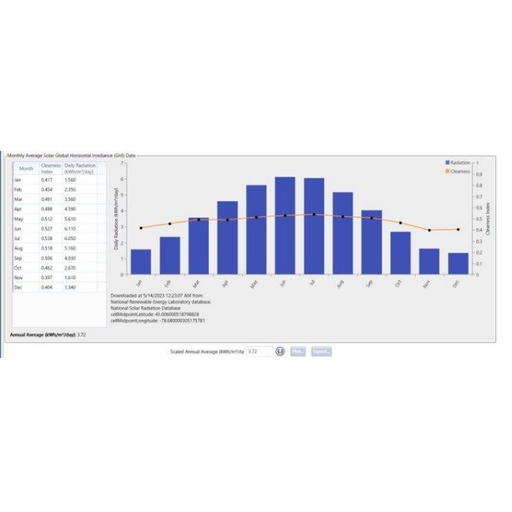 Monthly Average Solar Global Horizontal Irradiance (GHI) Data
Month Clearness Index Daily Radiation (kWh/m²/day)
Jan 0.417 1.560
Feb 0.454 2.350
Mar 0.491 3.560
Apr 0.488 4.590
May 0.512 5.610
Jun 0.527 6.110
Jul 0.538 6.050
Aug 0.518 5.160
Sep 0.506 4.030
Oct 0.462 2.670
Nov 0.397 1.610
Dec 0.404 1.340
Annual Average (kWh/m²/day): 3.72
Daily Radiation (kWh/m²/day)
7
6
5
4
3
2
1
0
Jan Feb Mar Apr May Jun Jul Aug Sep Oct Nov Dec
Radiation
Clearness
1
0.9
0.8
0.7
0.6
0.5
0.4
0.3
0.2
0.1
0
Clearness Index
Downloaded at 5/14/2023 12:23:07 AM from:
National Renewable Energy Laboratory database.
National Solar Radiation Database
cellMidpointLatitude: 43.00600051879
cellMidpointLongitude: -78.680000305175781
Scaled Annual Average (kWh/m²/da 3.72 Plot... Export...